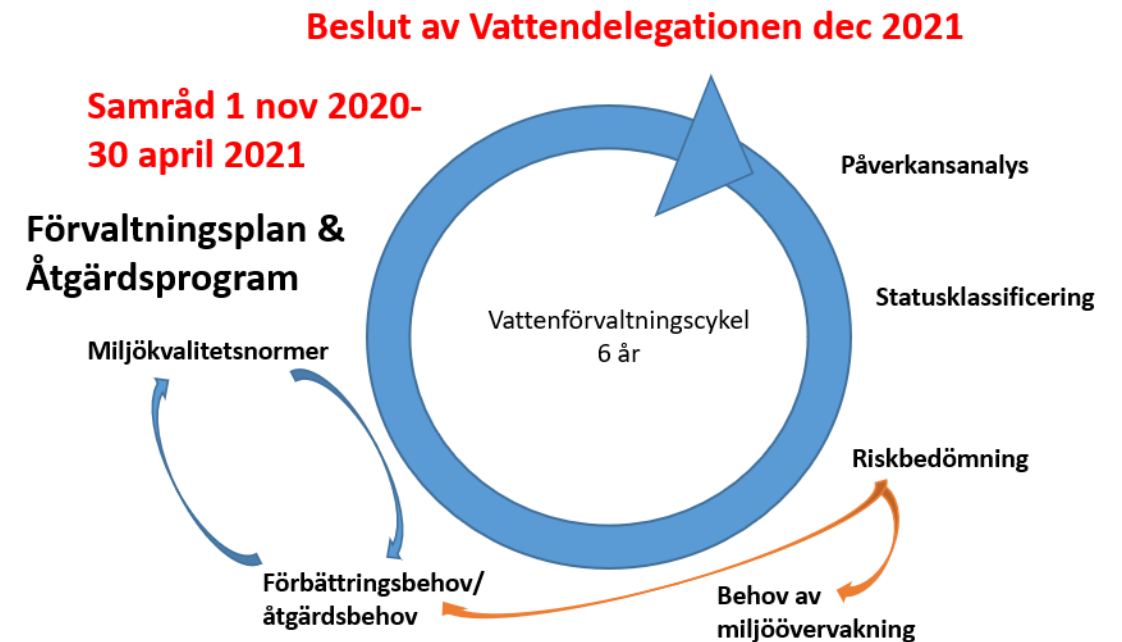 Beslut av Vattendelegationen dec 2021
Samråd 1 nov 2020-
30 april 2021
Förvaltningsplan &
Åtgärdsprogram
Miljökvalitetsnormer
Förbättringsbehov/
åtgärdsbehov
Vattenförvaltningscykel
6 år
Påverkansanalys
Statusklassificering
Riskbedömning
Behov av
miljöövervakning